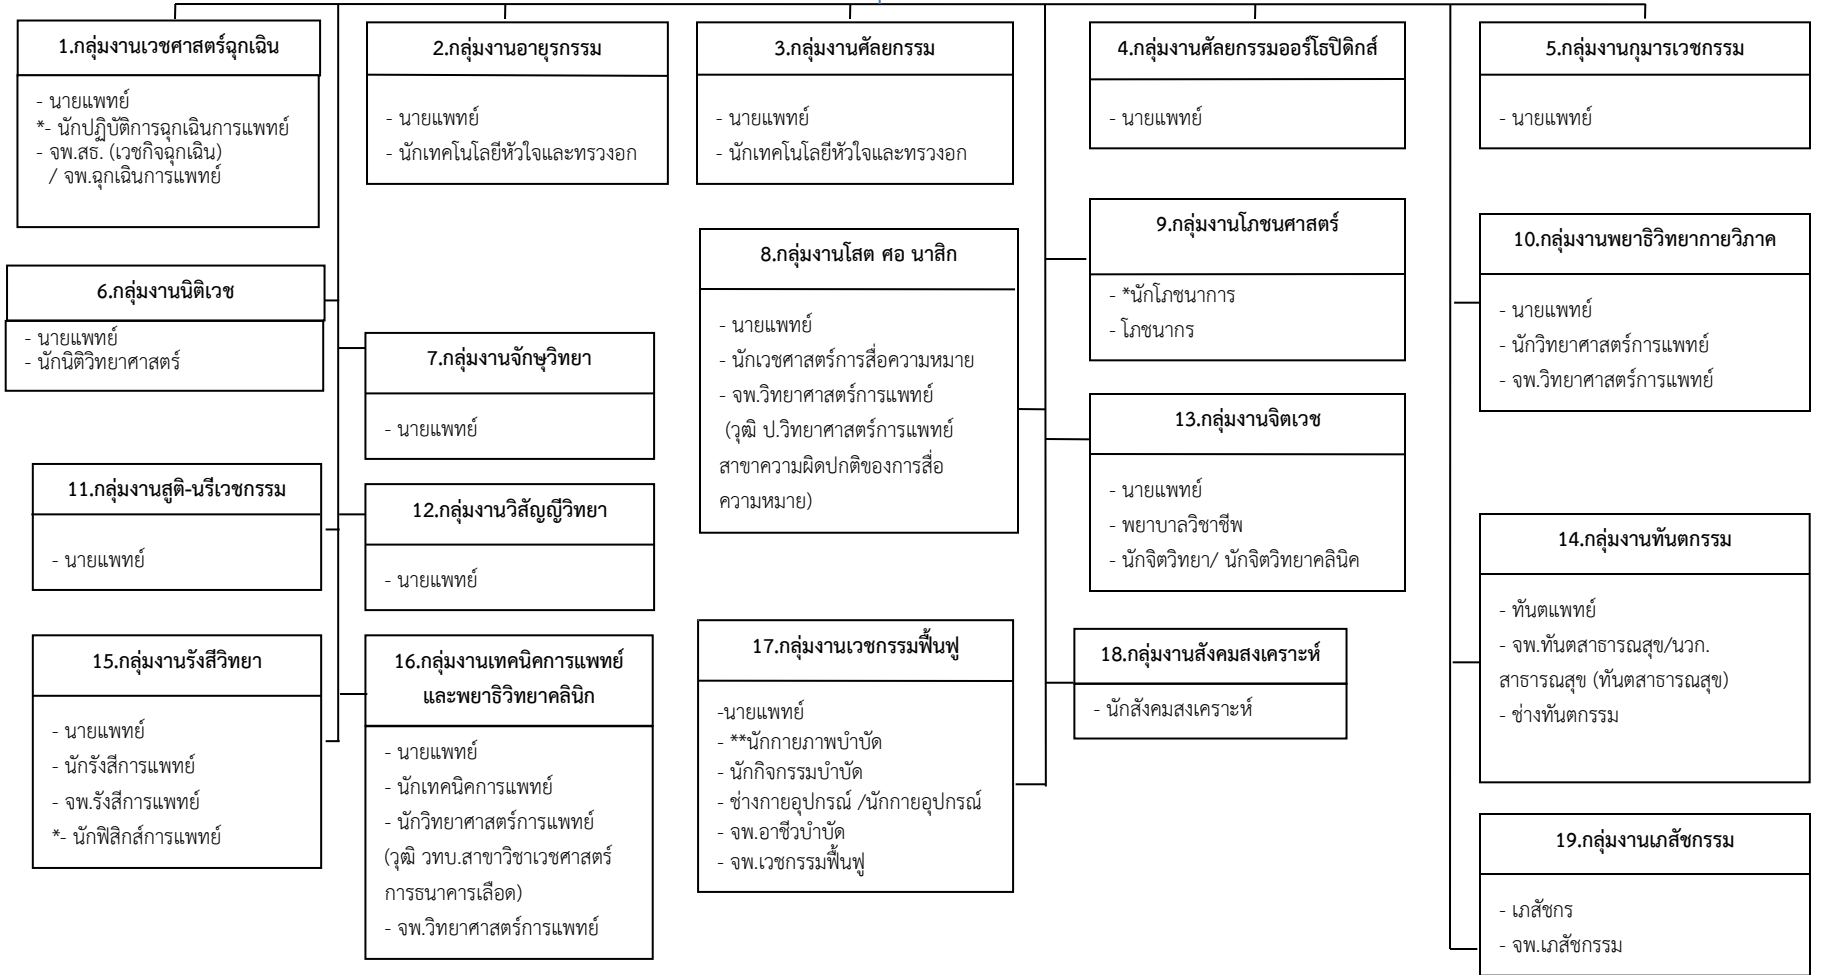 1.กลุ่มงานเวชศาสตร์ฉุกเฉิน
- นายแพทย์
*- นักปฏิบัติการฉุกเฉินการแพทย์
- จพ.สธ. (เวชกิจฉุกเฉิน)
/ จพ.ฉุกเฉินการแพทย์
2.กลุ่มงานอายุรกรรม
- นายแพทย์
- นักเทคโนโลยีหัวใจและทรวงอก
3.กลุ่มงานศัลยกรรม
- นายแพทย์
- นักเทคโนโลยีหัวใจและทรวงอก
4.กลุ่มงานศัลยกรรมออร์โธปิดิกส์
- นายแพทย์
5.กลุ่มงานกุมารเวชกรรม
- นายแพทย์
6.กลุ่มงานนิติเวช
- นายแพทย์
- นักนิติวิทยาศาสตร์
7.กลุ่มงานจักษุวิทยา
- นายแพทย์
8.กลุ่มงานโสต ศอ นาสิก
- นายแพทย์
- นักเวชศาสตร์การสื่อความหมาย
- จพ.วิทยาศาสตร์การแพทย์
(วุฒิ ป.วิทยาศาสตร์การแพทย์
สาขาความผิดปกติของการสื่อ
ความหมาย)
9.กลุ่มงานโภชนศาสตร์
- *นักโภชนาการ
- โภชนากร
10.กลุ่มงานพยาธิวิทยากายวิภาค
- นายแพทย์
- นักวิทยาศาสตร์การแพทย์
- จพ.วิทยาศาสตร์การแพทย์
11.กลุ่มงานสูติ-นรีเวชกรรม
- นายแพทย์
12.กลุ่มงานวิสัญญีวิทยา
- นายแพทย์
13.กลุ่มงานจิตเวช
- นายแพทย์
- พยาบาลวิชาชีพ
- นักจิตวิทยา/ นักจิตวิทยาคลินิค
14.กลุ่มงานทันตกรรม
- ทันตแพทย์
- จพ.ทันตสาธารณสุข/นวก.
สาธารณสุข (ทันตสาธารณสุข)
- ช่างทันตกรรม
15.กลุ่มงานรังสีวิทยา
- นายแพทย์
- นักรังสีการแพทย์
- จพ.รังสีการแพทย์
*- นักฟิสิกส์การแพทย์
16.กลุ่มงานเทคนิคการแพทย์
และพยาธิวิทยาคลินิก
- นายแพทย์
- นักเทคนิคการแพทย์
- นักวิทยาศาสตร์การแพทย์
(วุฒิ วทบ.สาขาวิชาเวชศาสตร์
การธนาคารเลือด)
- จพ.วิทยาศาสตร์การแพทย์
17.กลุ่มงานเวชกรรมฟื้นฟู
-นายแพทย์
- **นักกายภาพบำบัด
- นักกิจกรรมบำบัด
- ช่างกายอุปกรณ์ /นักกายอุปกรณ์
- จพ.อาชีวบำบัด
- จพ.เวชกรรมฟื้นฟู
18.กลุ่มงานสังคมสงเคราะห์
- นักสังคมสงเคราะห์
19.กลุ่มงานเภสัชกรรม
- เภสัชกร
- จพ.เภสัชกรรม